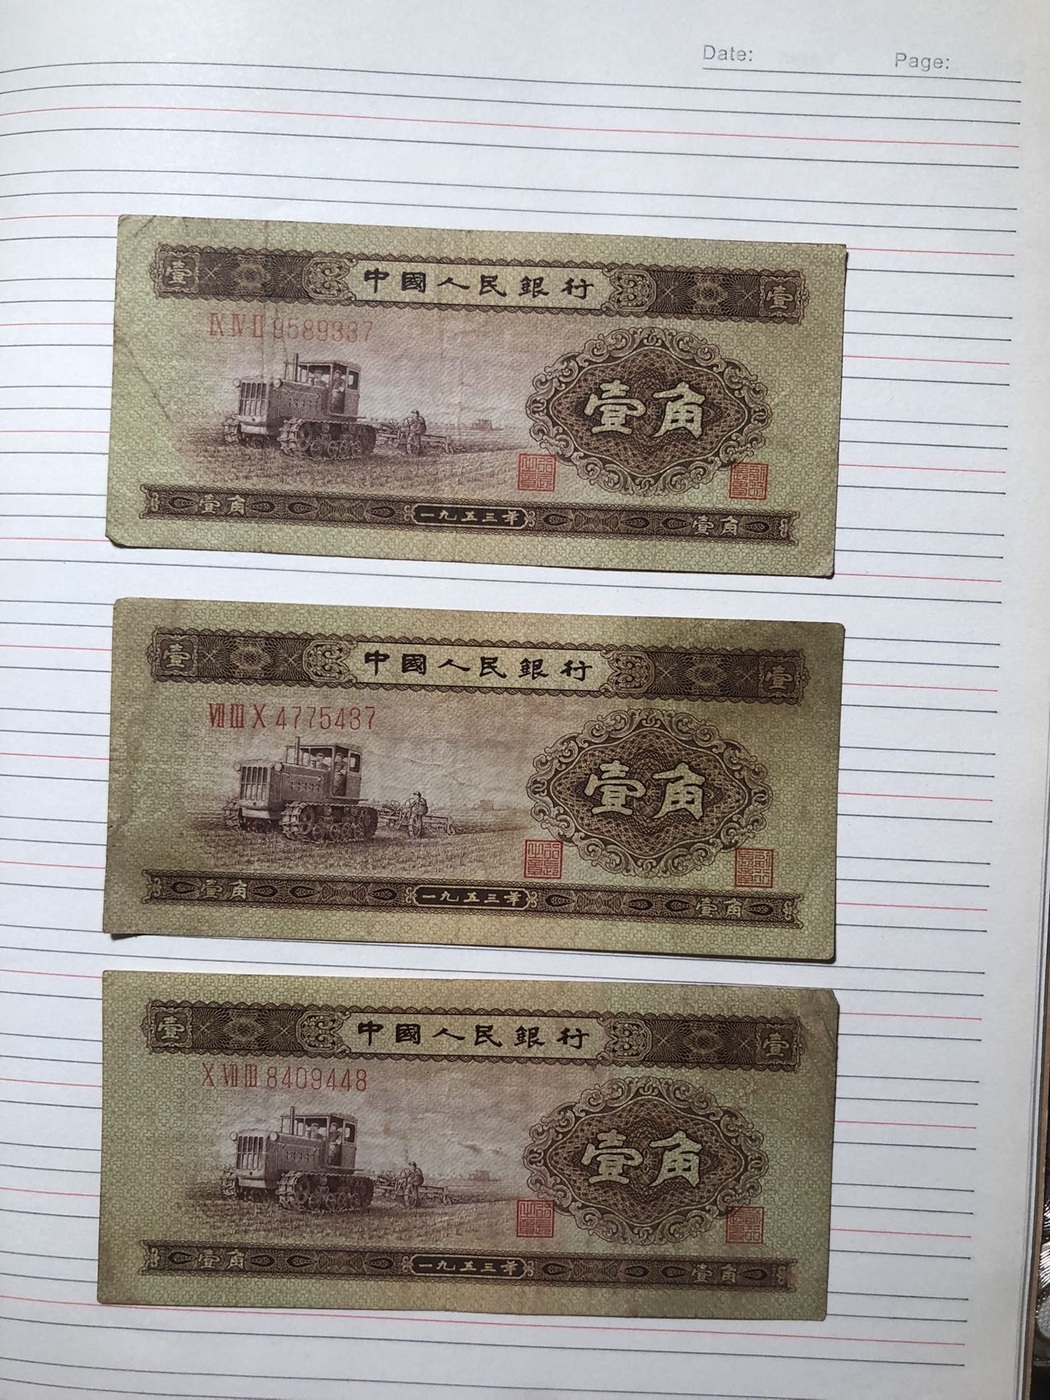 Date: Page:
壹 中國人民銀行 壹
IX IV II 9589337
壹角
壹角 一九五三年 壹角
壹 中國人民銀行 壹
VII III X 4775437
壹角
壹角 一九五三年 壹角
壹 中國人民銀行 壹
X VII III 8409448
壹角
壹角 一九五三年 壹角